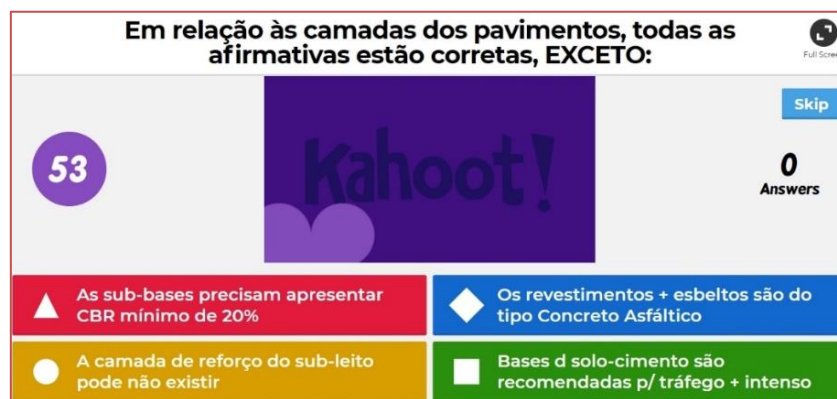 Em relação às camadas dos pavimentos, todas as
afirmativas estão corretas, EXCETO:
Full Scree
Skip
53
Kahoot!
0
Answers
As sub-bases precisam apresentar
CBR mínimo de 20%
Os revestimentos + esbeltos são do
tipo Concreto Asfáltico
A camada de reforço do sub-leito
pode não existir
Bases d solo-cimento são
recomendadas p/ tráfego + intenso